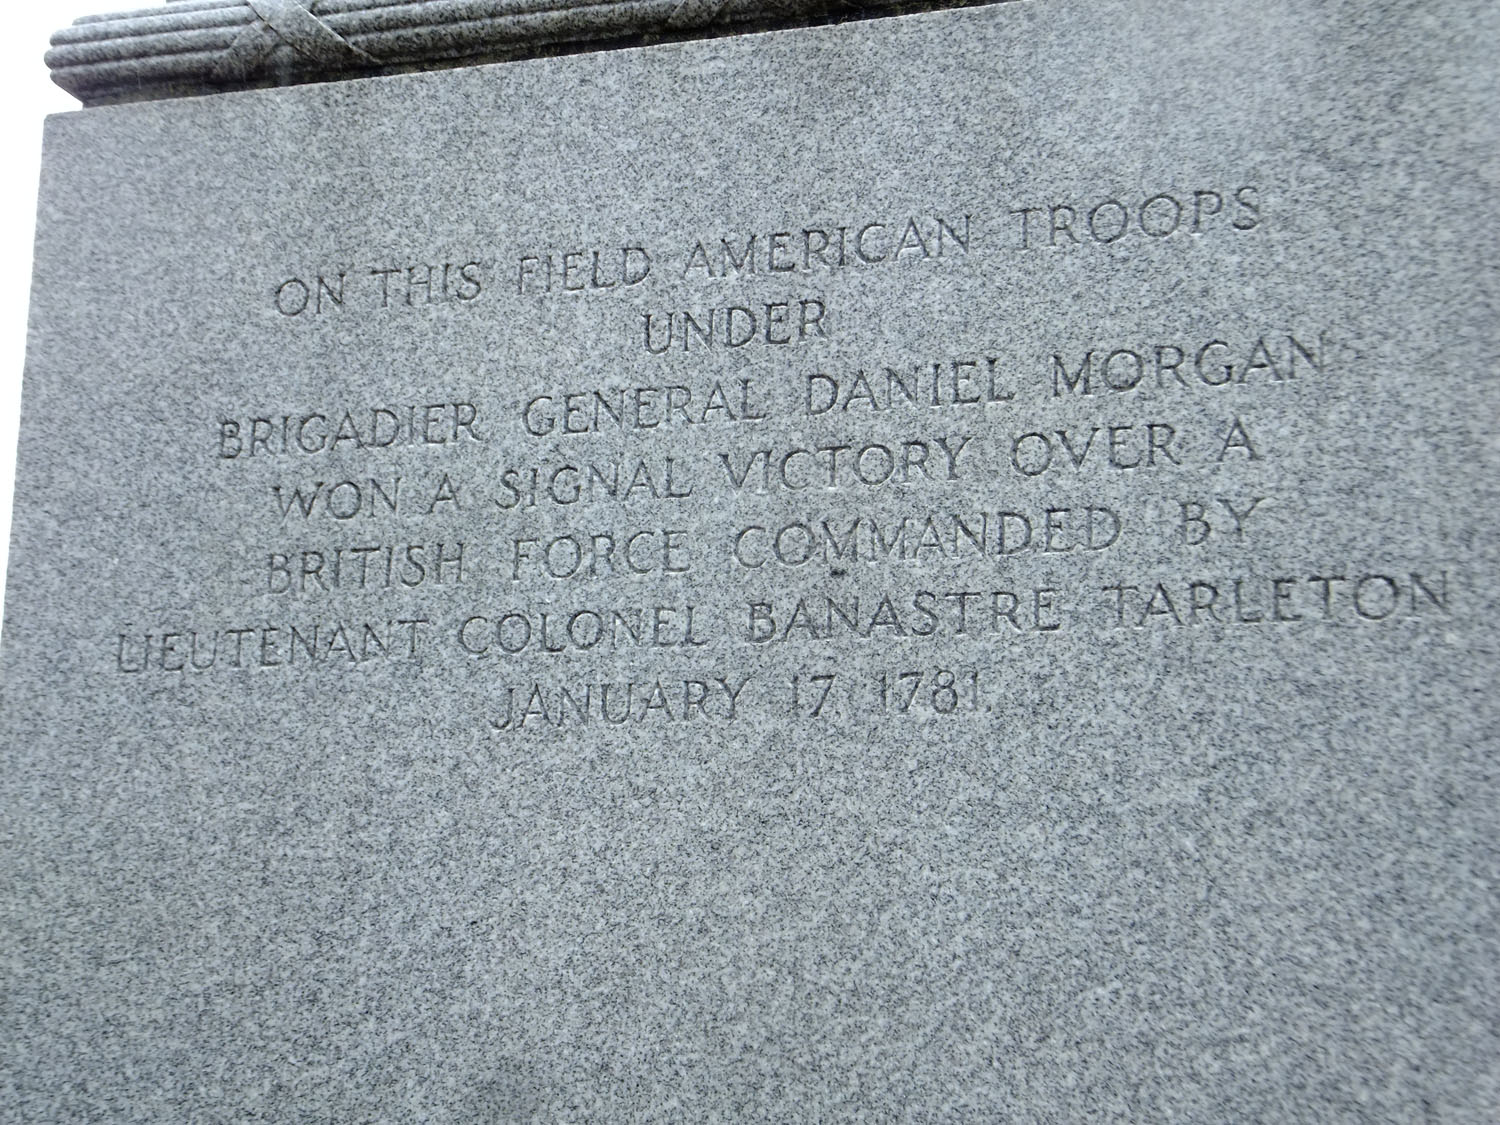 ON THIS FIELD AMERICAN TROOPS
UNDER
BRIGADIER GENERAL DANIEL MORGAN
WON A SIGNAL VICTORY OVER A
BRITISH FORCE COMMANDED BY
LIEUTENANT COLONEL BANASTRE TARLETON
JANUARY 17, 1781.